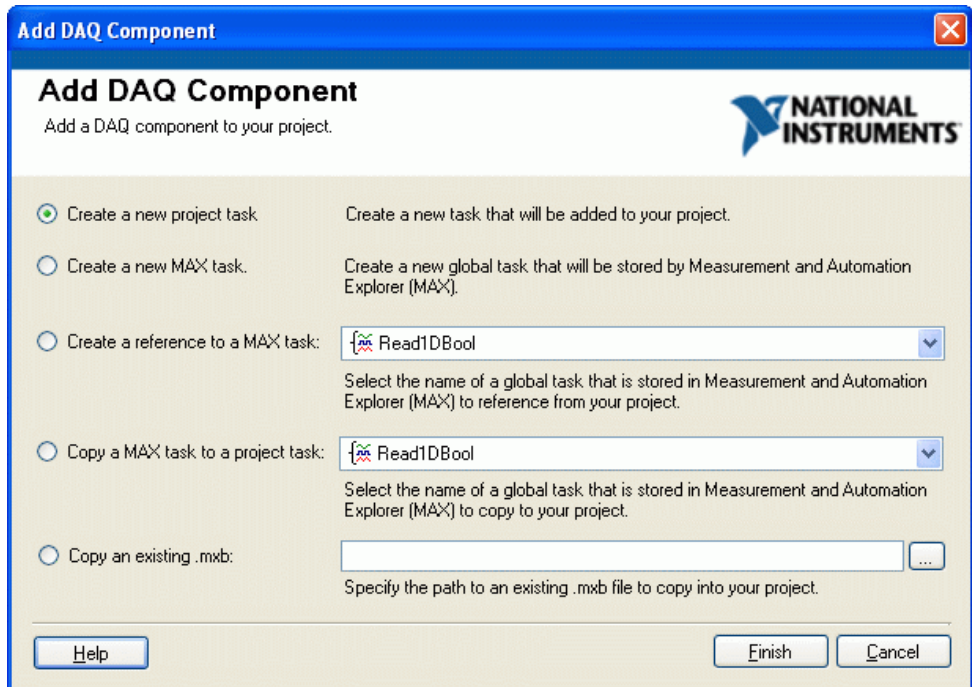 Add DAQ Component
Add DAQ Component
Add a DAQ component to your project.
NATIONAL
INSTRUMENTS
Create a new project task
Create a new task that will be added to your project.
Create a new MAX task.
Create a new global task that will be stored by Measurement and Automation
Explorer (MAX).
Create a reference to a MAX task:
Read1DBool
Select the name of a global task that is stored in Measurement and Automation
Explorer (MAX) to reference from your project.
Copy a MAX task to a project task:
Read1DBool
Select the name of a global task that is stored in Measurement and Automation
Explorer (MAX) to copy to your project.
Copy an existing .mxb:
...
Specify the path to an existing .mxb file to copy into your project.
Help
Finish
Cancel